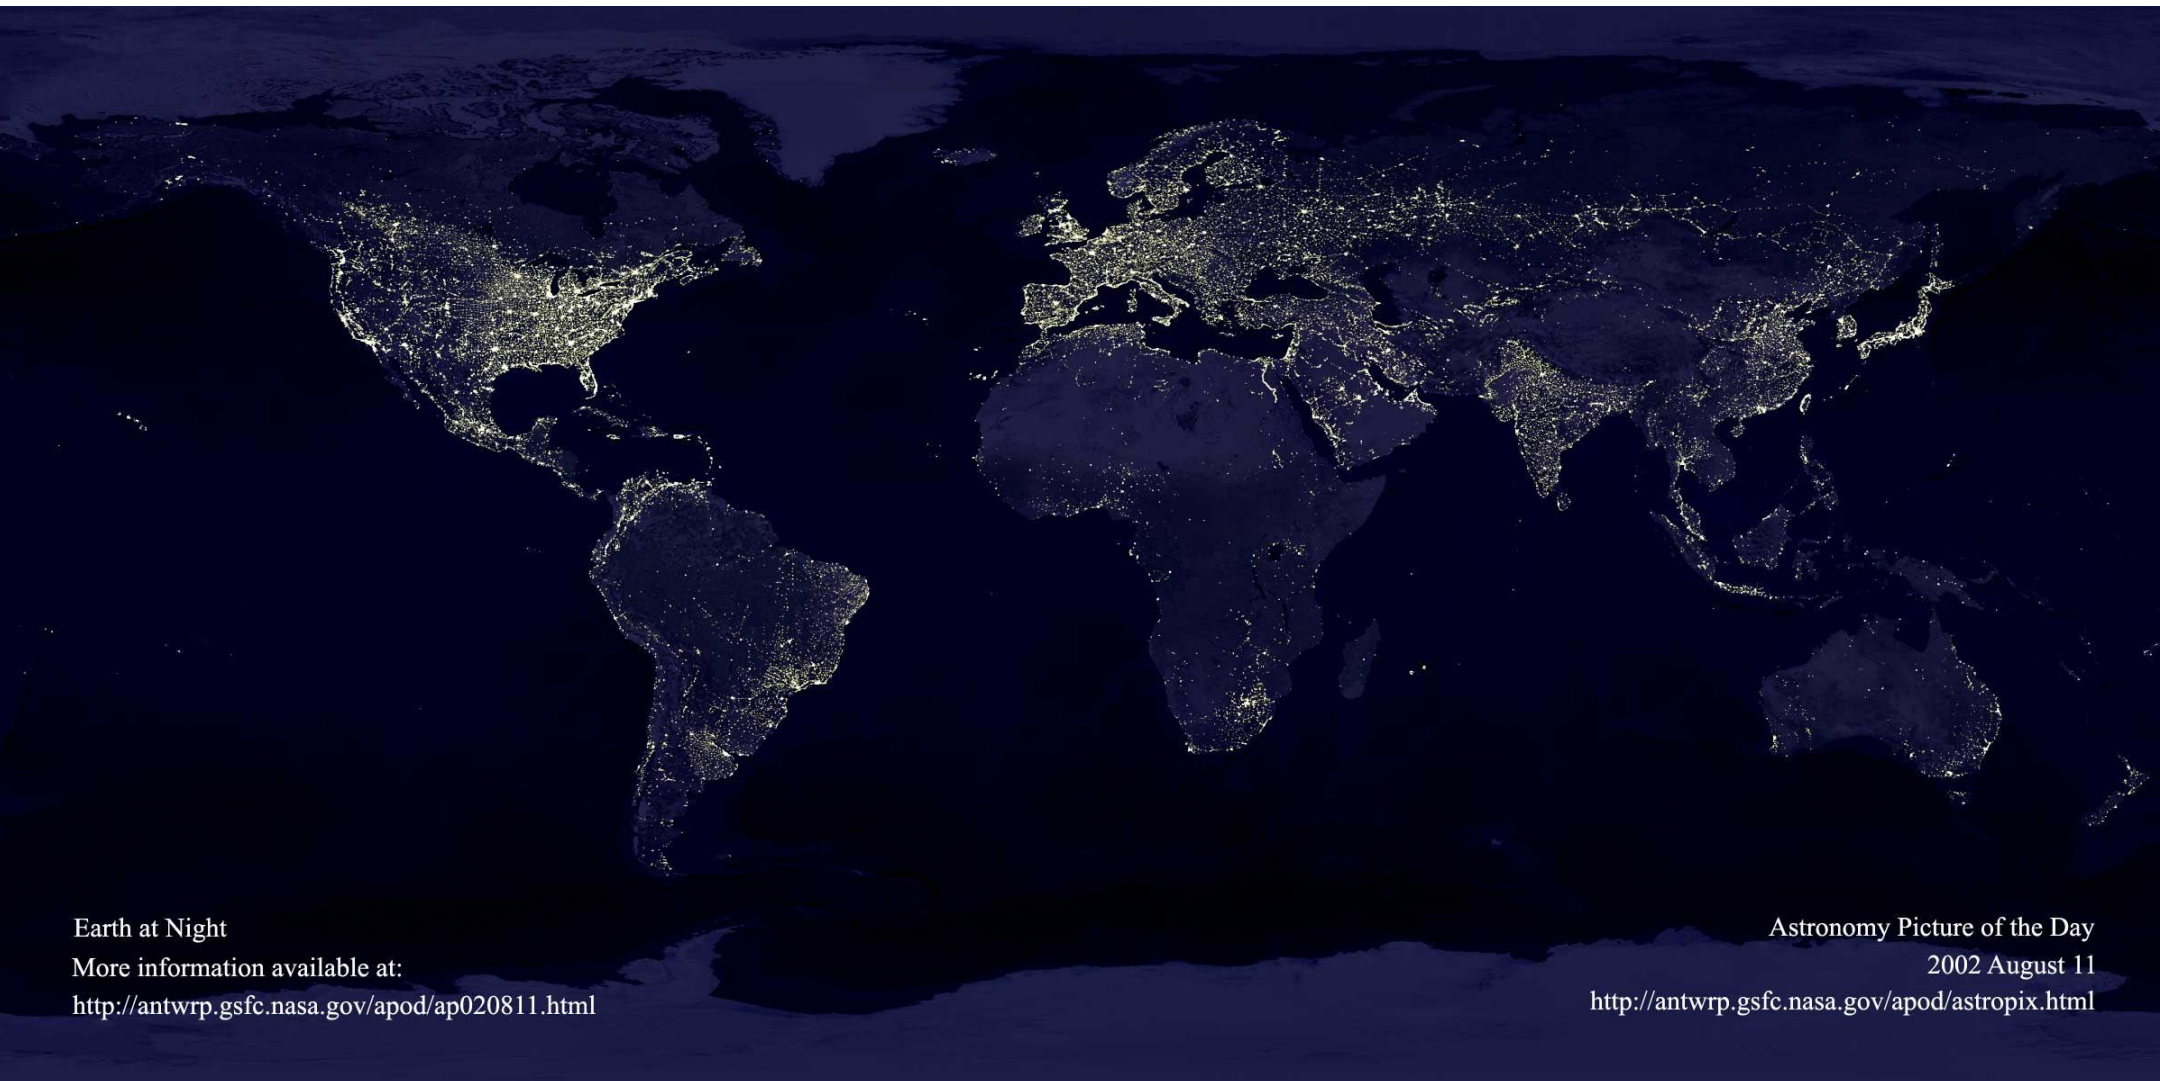 Earth at Night
More information available at:
http://antwrp.gsfc.nasa.gov/apod/ap020811.html
Astronomy Picture of the Day
2002 August 11
http://antwrp.gsfc.nasa.gov/apod/astropix.html